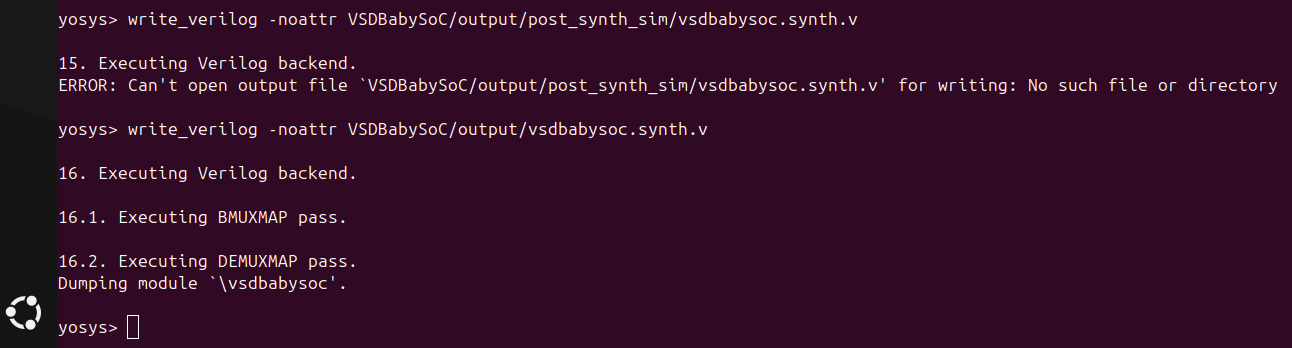 yosys> write_verilog -noattr VSDBabySoC/output/post_synth_sim/vsdbabysoc.synth.v
15. Executing Verilog backend.
ERROR: Can't open output file `VSDBabySoC/output/post_synth_sim/vsdbabysoc.synth.v' for writing: No such file or directory
yosys> write_verilog -noattr VSDBabySoC/output/vsdbabysoc.synth.v
16. Executing Verilog backend.
16.1. Executing BMUXMAP pass.
16.2. Executing DEMUXMAP pass.
Dumping module `\vsdbabysoc'.
yosys>